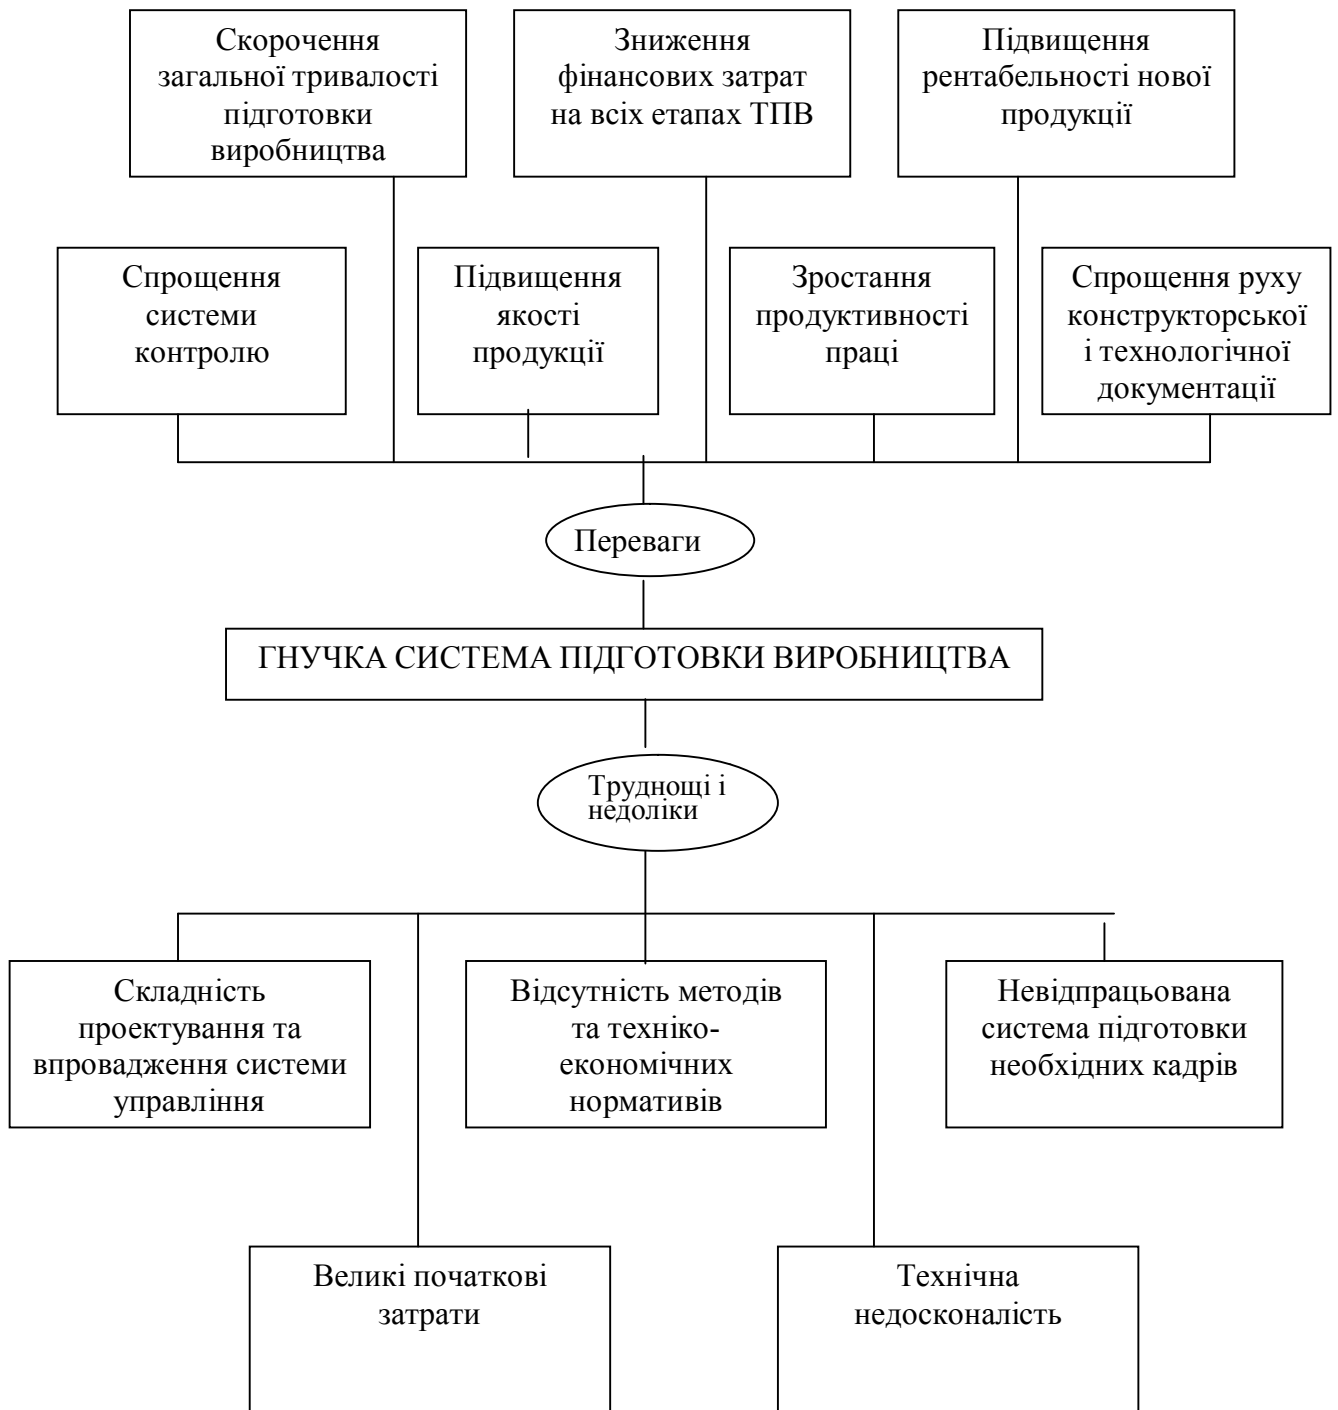 Скорочення
загальної тривалості
підготовки
виробництва
Зниження
фінансових затрат
на всіх етапах ТПВ
Підвищення
рентабельності нової
продукції
Спрощення
системи
контролю
Підвищення
якості
продукції
Зростання
продуктивності
праці
Спрощення руху
конструкторської
і технологічної
документації
Переваги
ГНУЧКА СИСТЕМА ПІДГОТОВКИ ВИРОБНИЦТВА
Труднощі і
недоліки
Складність
проектування та
впровадження системи
управління
Відсутність методів
та техніко-
економічних
нормативів
Невідпрацьована
система підготовки
необхідних кадрів
Великі початкові
затрати
Технічна
недосконалість